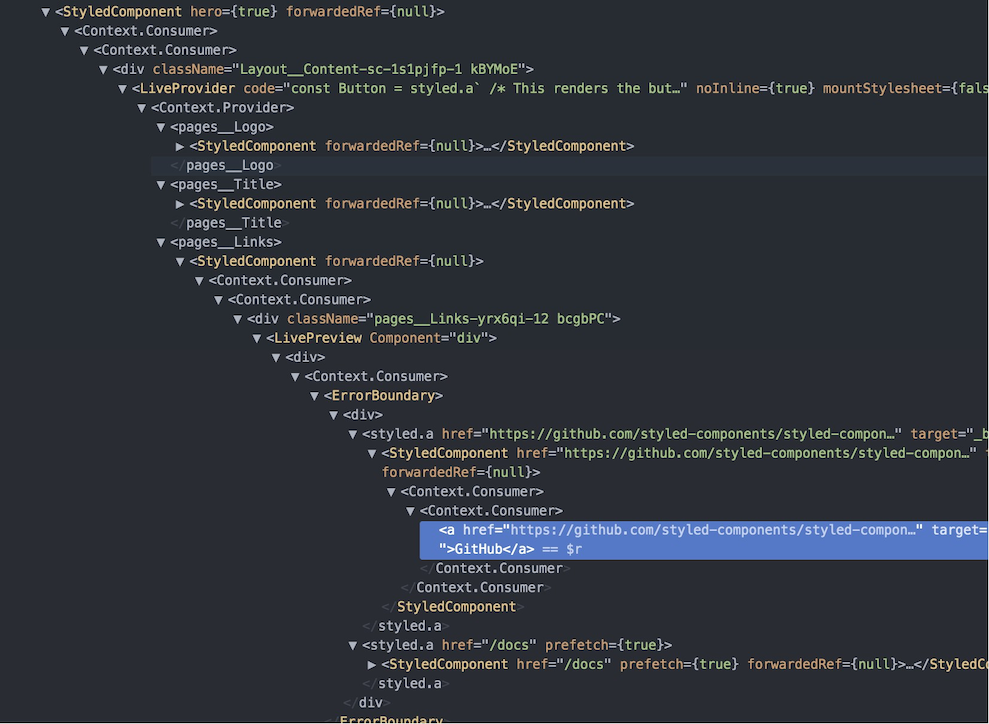 ▼<StyledComponent hero={true} forwardedRef={null}>
▼<Context.Consumer>
▼<Context.Consumer>
▼<div className="Layout__Content-sc-1s1pjfp-1 kBYMoE">
▼<LiveProvider code="const Button = styled.a` /* This renders the but…" noInline={true} mountStylesheet={fals
▼<Context.Provider>
▼<pages__Logo>
▶<StyledComponent forwardedRef={null}>…</StyledComponent>
</pages__Logo>
▼<pages__Title>
▶<StyledComponent forwardedRef={null}>…</StyledComponent>
</pages__Title>
▼<pages__Links>
▼<StyledComponent forwardedRef={null}>
▼<Context.Consumer>
▼<Context.Consumer>
▼<div className="pages__Links-yrx6qi-12 bcgbPC">
▼<LivePreview Component="div">
▼<div>
▼<Context.Consumer>
▼<ErrorBoundary>
▼<div>
▼<styled.a href="https://github.com/styled-components/styled-compon…" target="_b
▼<StyledComponent href="https://github.com/styled-components/styled-compon…" t
forwardedRef={null}>
▼<Context.Consumer>
▼<Context.Consumer>
<a href="https://github.com/styled-components/styled-compon…" target=
">GitHub</a> == $r
</Context.Consumer>
</Context.Consumer>
</StyledComponent>
</styled.a>
▼<styled.a href="/docs" prefetch={true}>
▶<StyledComponent href="/docs" prefetch={true} forwardedRef={null}>…</StyledCo
</styled.a>
</div>
</ErrorBoundary>